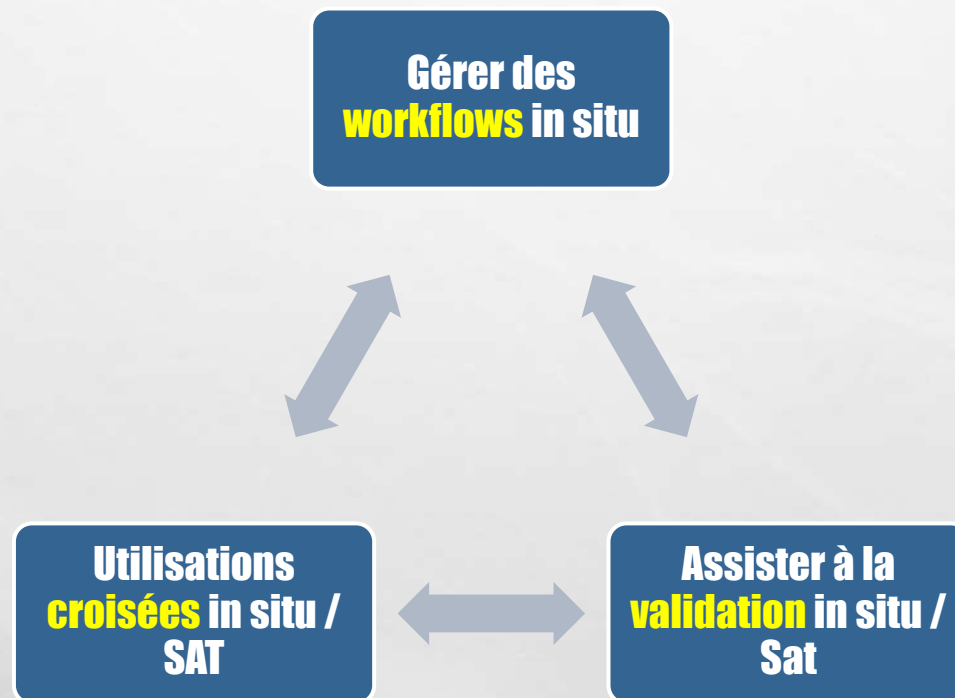 Gérer des
workflows in situ
Utilisations
croisées in situ /
SAT
Assister à la
validation in situ /
Sat